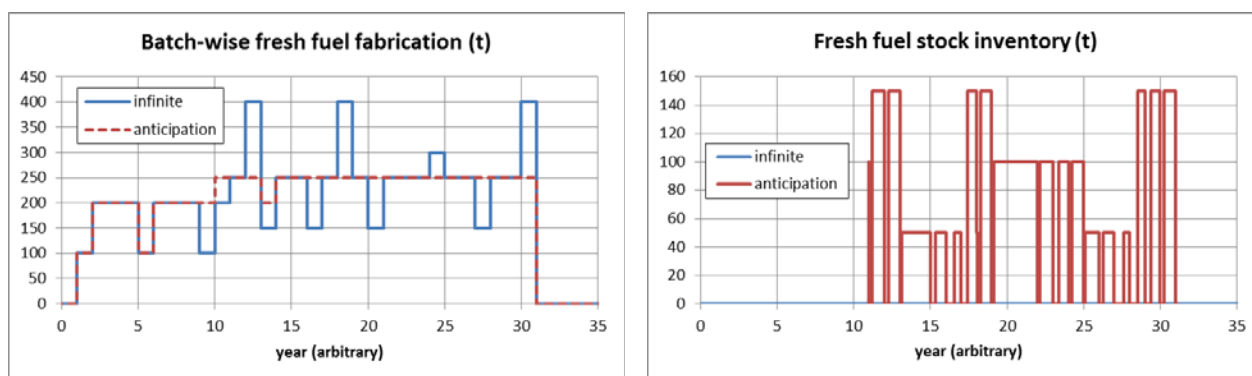 Batch-wise fresh fuel fabrication (t)
450
400
350
300
250
200
150
100
50
0
infinite
anticipation
0 5 10 15 20 25 30 35
year (arbitrary)
Fresh fuel stock inventory (t)
160
140
120
100
80
60
40
20
0
infinite
anticipation
0 5 10 15 20 25 30 35
year (arbitrary)